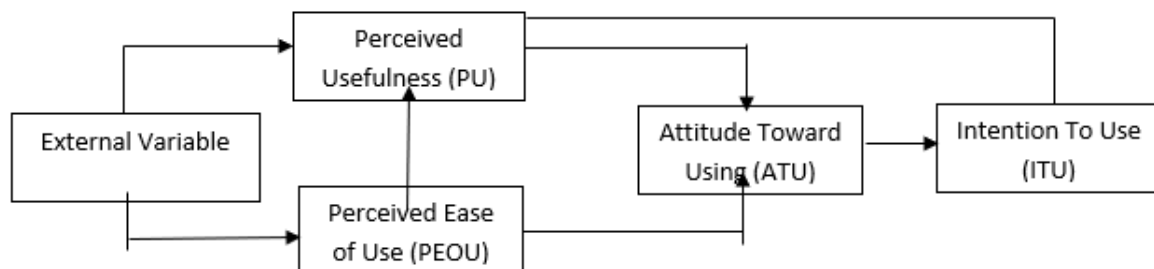 Perceived
Usefulness (PU)
External Variable
Attitude Toward
Using (ATU)
Intention To Use
(ITU)
Perceived Ease
of Use (PEOU)